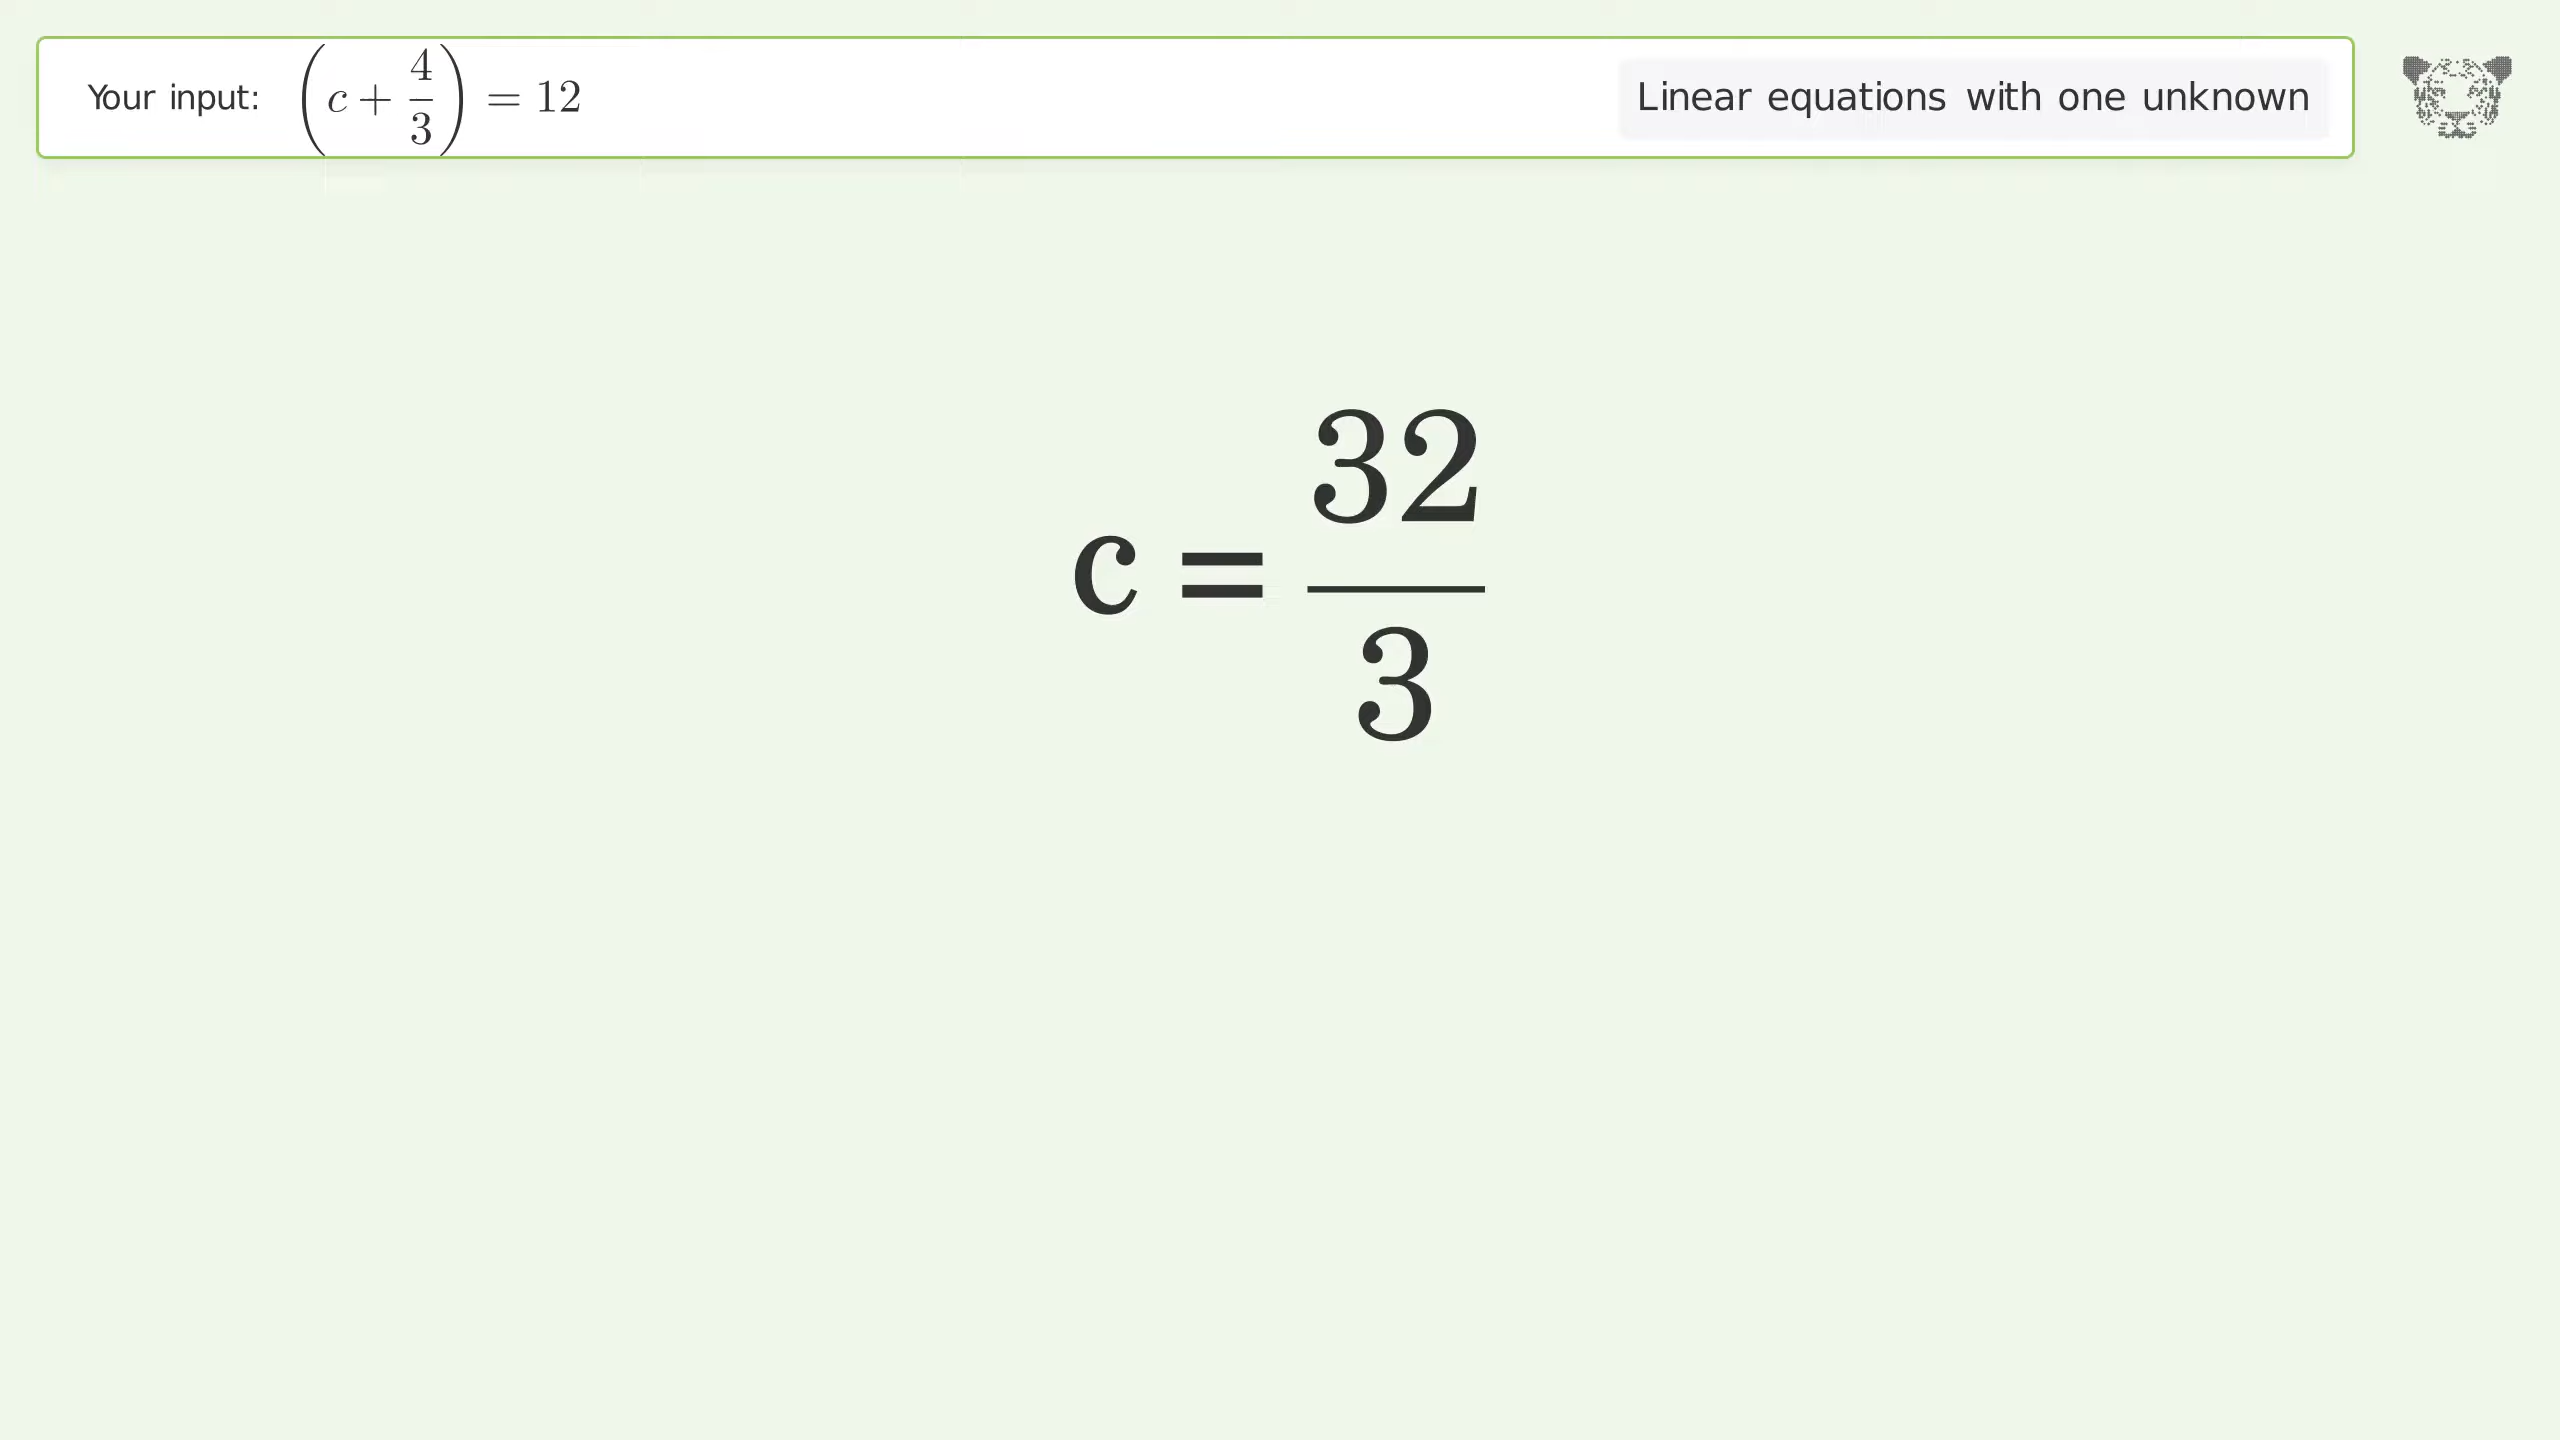 Your input: (c + 4/3) = 12
Linear equations with one unknown
c = 32/3